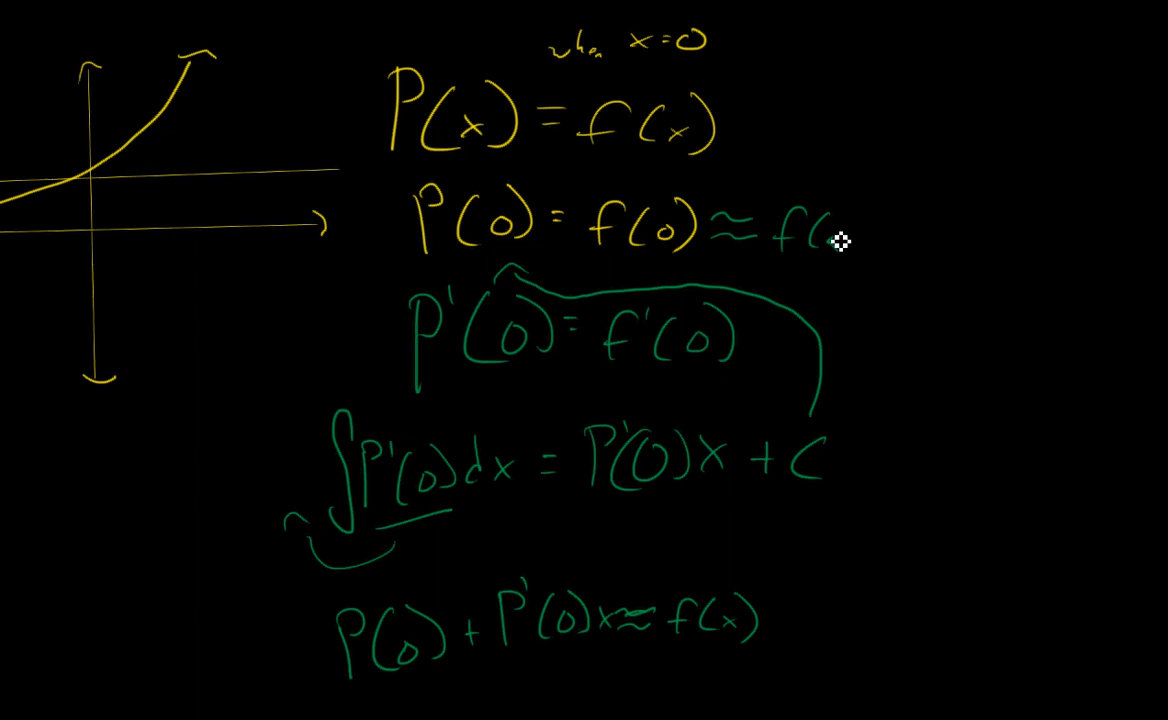 when x=0
P(x) = f(x)
P(0) = f(0) ≈ f(
P'(0) = f'(0)
∫P'(0)dx = P'(0)x + C
P(0) + P'(0)x ≈ f(x)